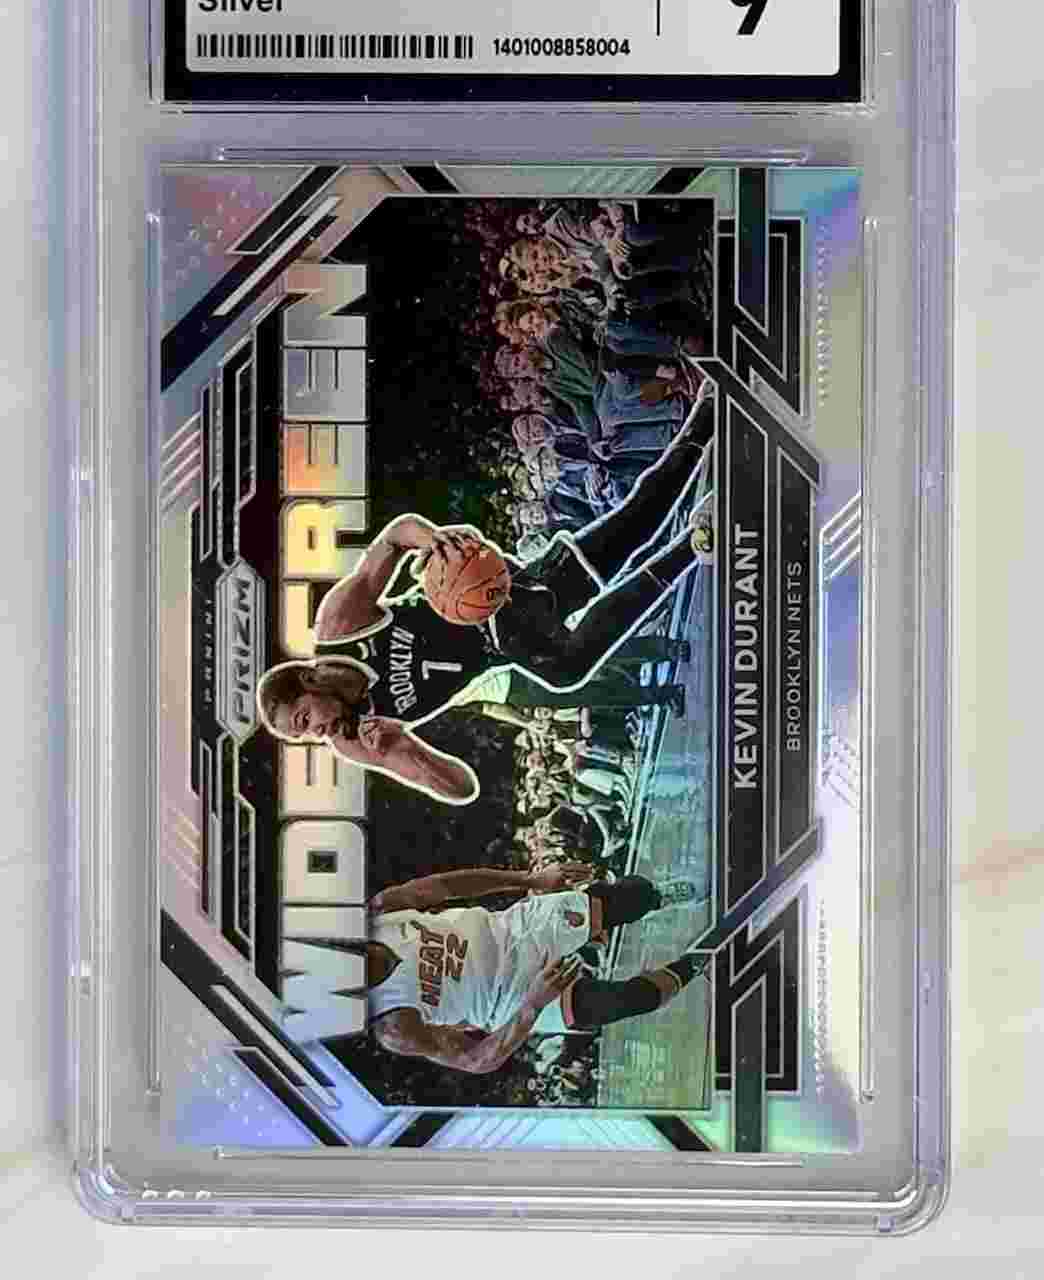 Silver
9
1401008858004
PANINI
PRIZM
WIDESCREEN
BROOKLYN
7
HEAT
22
KEVIN DURANT
BROOKLYN NETS